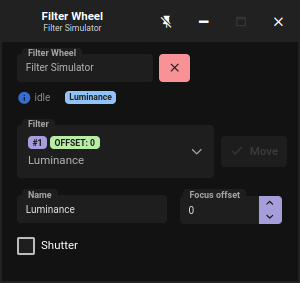 Filter Wheel
Filter Simulator
Filter Wheel
Filter Simulator
idle Luminance
Filter
#1 OFFSET: 0
Luminance
Move
Name Focus offset
Luminance 0
Shutter